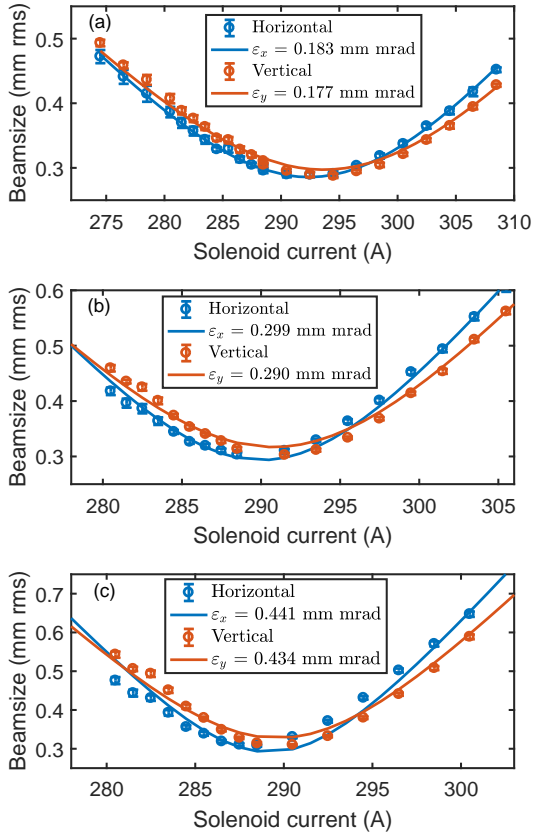 (a)
Horizontal
εx = 0.183 mm mrad
Vertical
εy = 0.177 mm mrad
Beamsize (mm rms)
0.5
0.4
0.3
275 280 285 290 295 300 305 310
Solenoid current (A)
(b)
Horizontal
εx = 0.299 mm mrad
Vertical
εy = 0.290 mm mrad
Beamsize (mm rms)
0.6
0.5
0.4
0.3
280 285 290 295 300 305
Solenoid current (A)
(c)
Horizontal
εx = 0.441 mm mrad
Vertical
εy = 0.434 mm mrad
Beamsize (mm rms)
0.7
0.6
0.5
0.4
0.3
280 285 290 295 300
Solenoid current (A)